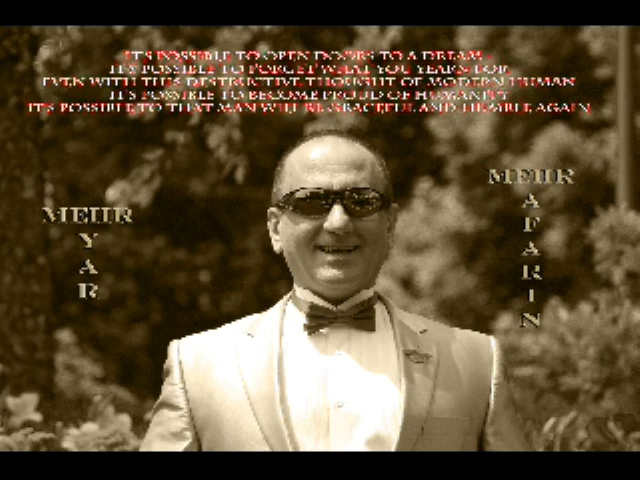 IT'S POSSIBLE TO OPEN DOORS TO A DREAM
IT'S POSSIBLE TO FORGET WHAT YOU YEARN FOR
EVEN WITH THIS DESTRUCTIVE THOUGHT OF MODERN HUMAN
IT'S POSSIBLE TO BECOME PROUD OF HUMANITY
IT'S POSSIBLE TO THAT MAN WILL BE GRACEFUL AND HUMBLE AGAIN
MEHR
Y
A
R
MEHR
A
F
A
R
I
N